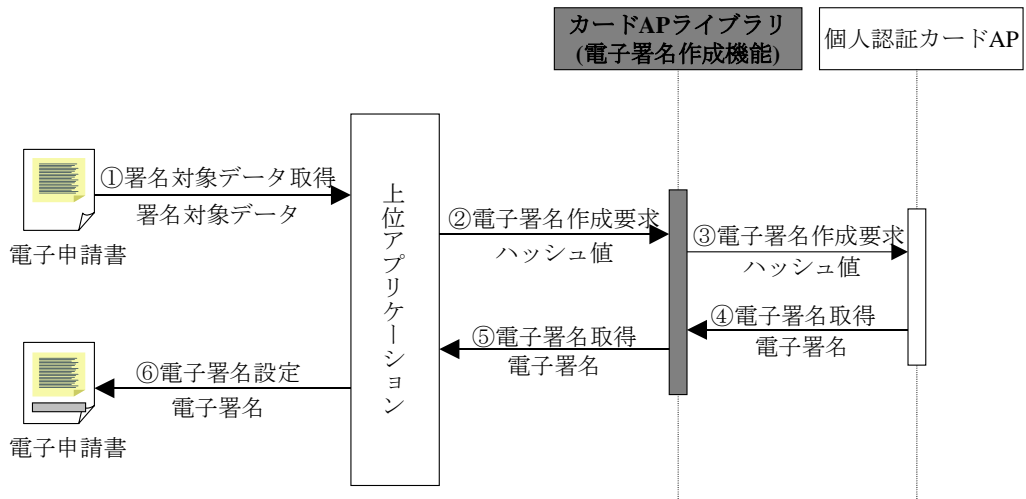 カードAPライブラリ
(電子署名作成機能)
個人認証カードAP
①署名対象データ取得
署名対象データ
電子申請書
上位アプリケーション
②電子署名作成要求
ハッシュ値
③電子署名作成要求
ハッシュ値
④電子署名取得
電子署名
⑤電子署名取得
電子署名
⑥電子署名設定
電子署名
電子申請書